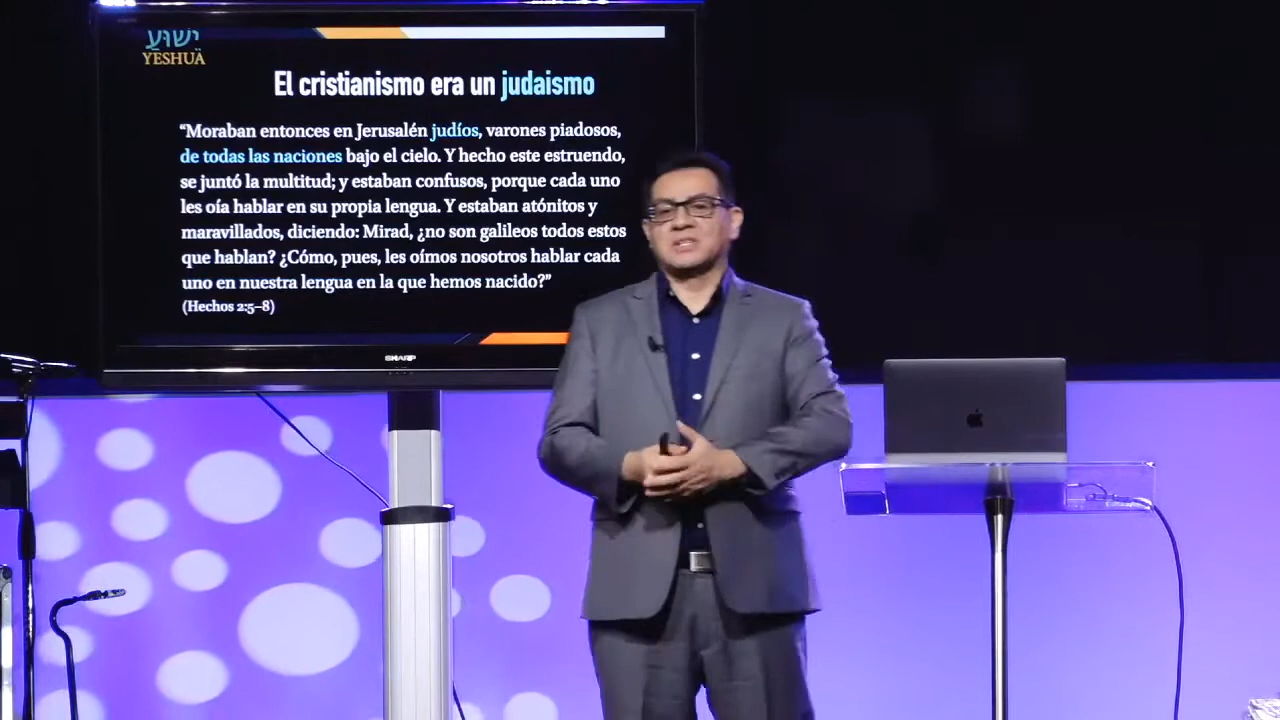 ישוע
YESHUA
El cristianismo era un judaismo
“Moraban entonces en Jerusalén judíos, varones piadosos,
de todas las naciones bajo el cielo. Y hecho este estruendo,
se juntó la multitud; y estaban confusos, porque cada uno
les oía hablar en su propia lengua. Y estaban atónitos y
maravillados, diciendo: Mirad, ¿no son galileos todos estos
que hablan? ¿Cómo, pues, les oímos nosotros hablar cada
uno en nuestra lengua en la que hemos nacido?”
(Hechos 2:5–8)
SHARP